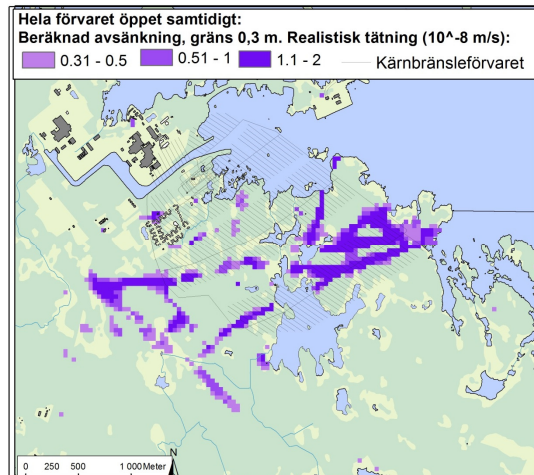 Hela förvaret öppet samtidigt:
Beräknad avsänkning, gräns 0,3 m. Realistisk tätning (10^-8 m/s):
0.31 - 0.5 0.51 - 1 1.1 - 2 Kärnbränsleförvaret
N
0 250 500 1 000 Meter